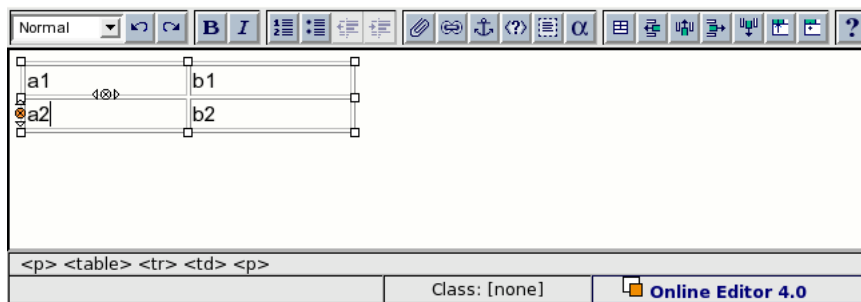 Normal B I <?> α ?
a1 b1
a2 b2
<p> <table> <tr> <td> <p>
Class: [none] Online Editor 4.0